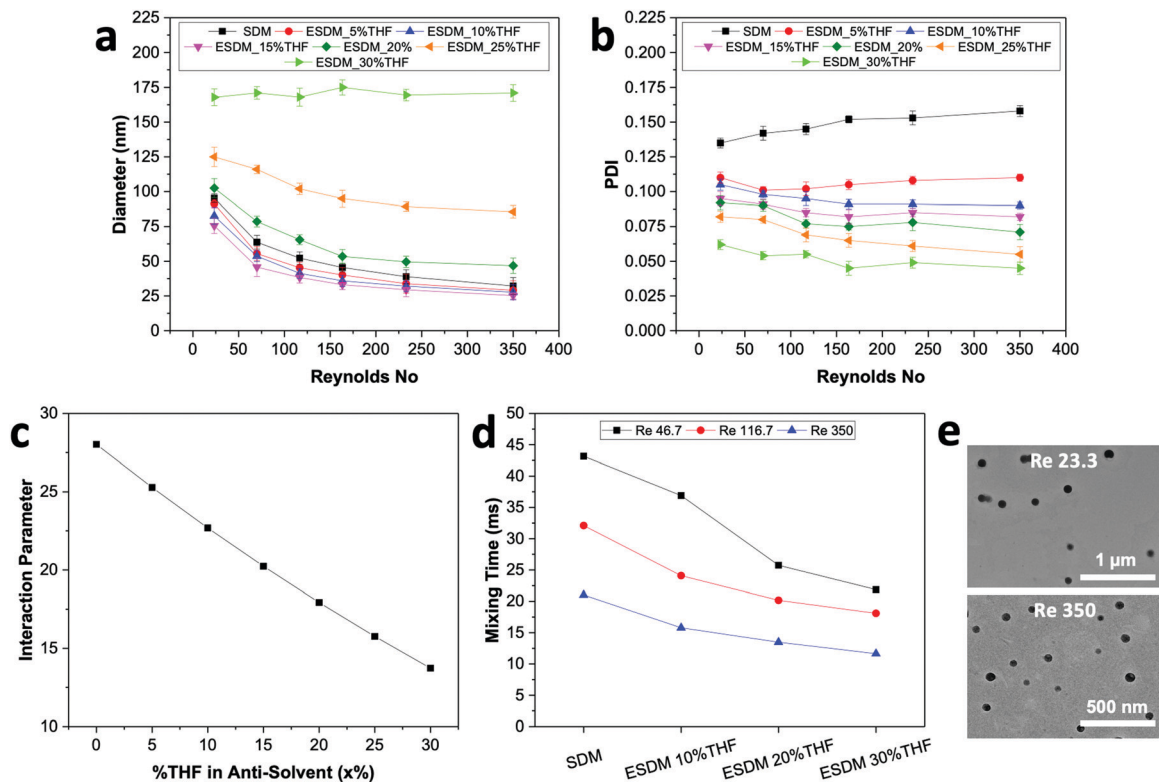 a
225
200
175
150
125
100
75
50
25
0
Diameter (nm)
SDM ESDM_5%THF ESDM_10%THF
ESDM_15%THF ESDM_20% ESDM_25%THF
ESDM_30%THF
0 50 100 150 200 250 300 350 400
Reynolds No
b
0.225
0.200
0.175
0.150
0.125
0.100
0.075
0.050
0.025
0.000
PDI
SDM ESDM_5%THF ESDM_10%THF
ESDM_15%THF ESDM_20% ESDM_25%THF
ESDM_30%THF
0 50 100 150 200 250 300 350 400
Reynolds No
c
30
25
20
15
10
Interaction Parameter
0 5 10 15 20 25 30
%THF in Anti-Solvent (x%)
d
50
45
40
35
30
25
20
15
10
5
0
Mixing Time (ms)
Re 46.7 Re 116.7 Re 350
SDM ESDM 10%THF ESDM 20%THF ESDM 30%THF
e
Re 23.3
1 µm
Re 350
500 nm